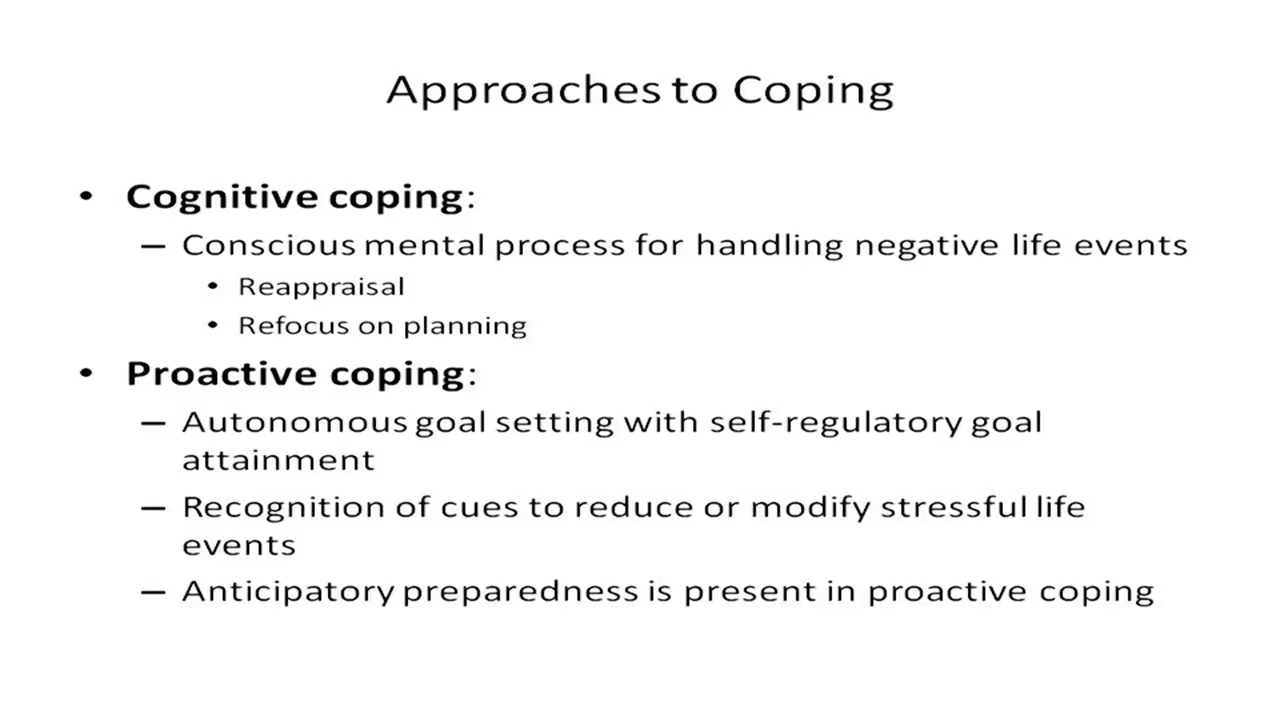 Approaches to Coping
• Cognitive coping:
– Conscious mental process for handling negative life events
• Reappraisal
• Refocus on planning
• Proactive coping:
– Autonomous goal setting with self-regulatory goal
attainment
– Recognition of cues to reduce or modify stressful life
events
– Anticipatory preparedness is present in proactive coping